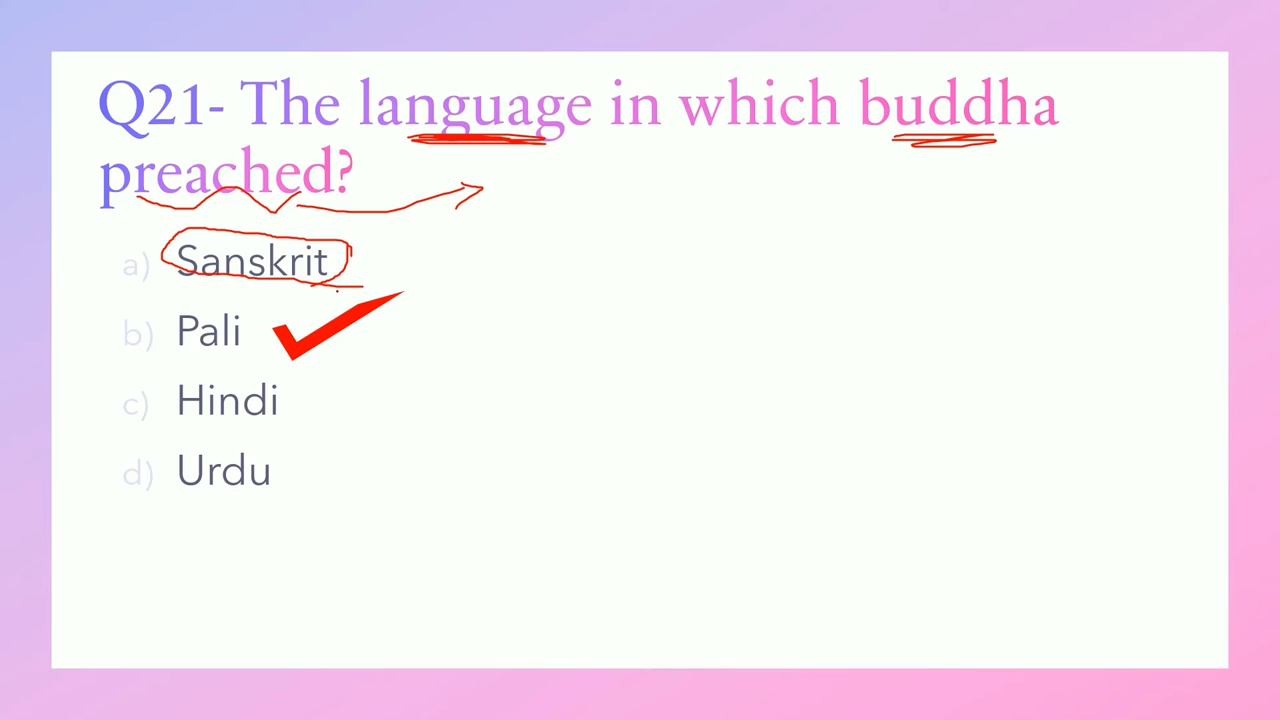 Q21- The language in which buddha
preached?
a) Sanskrit
b) Pali
c) Hindi
d) Urdu